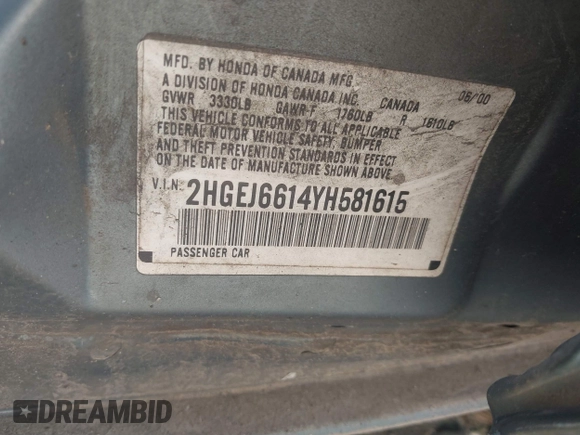 MFD. BY HONDA OF CANADA MFG.
A DIVISION OF HONDA CANADA INC. CANADA 06/00
GVWR 3330LB GAWR-F 1760LB R 1610LB
THIS VEHICLE CONFORMS TO ALL APPLICABLE
FEDERAL MOTOR VEHICLE SAFETY, BUMPER
AND THEFT PREVENTION STANDARDS IN EFFECT
ON THE DATE OF MANUFACTURE SHOWN ABOVE.
V.I.N. 2HGEJ6614YH581615
PASSENGER CAR
DREAMBID